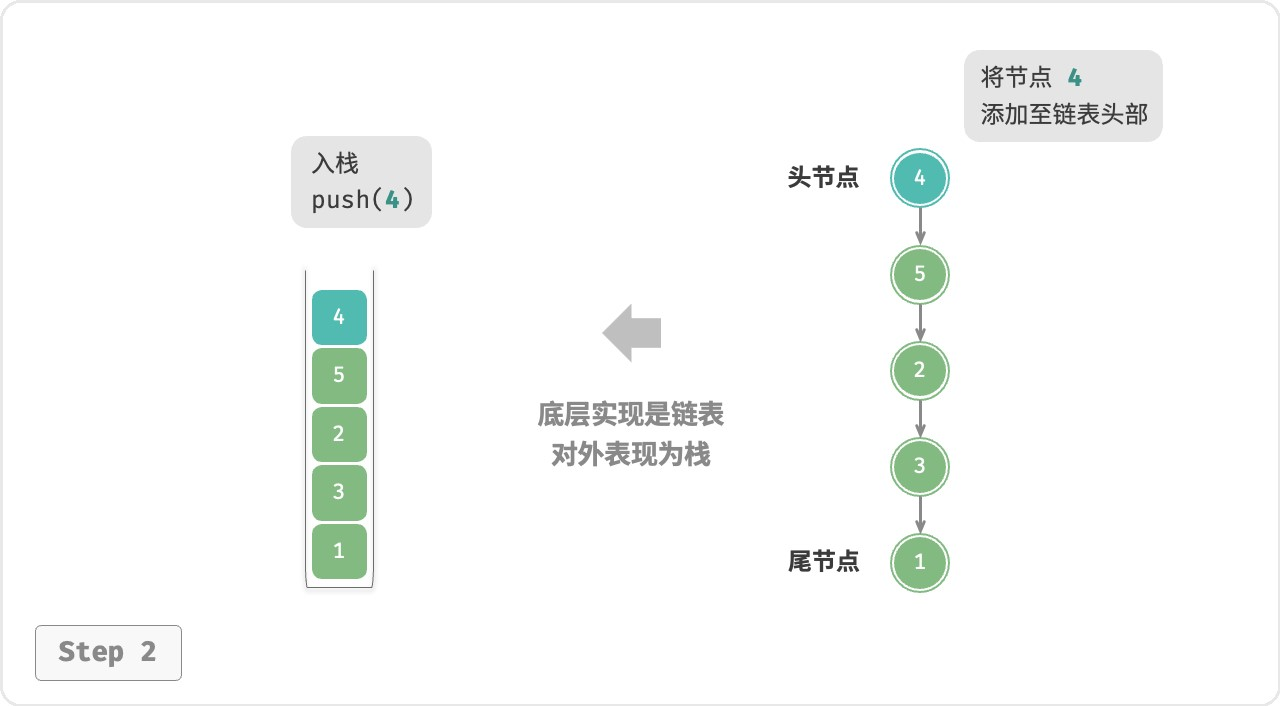 将节点 4
添加至链表头部
入栈
push(4)
头节点
4
5
2
3
尾节点
1
4
5
2
3
1
底层实现是链表
对外表现为栈
Step 2